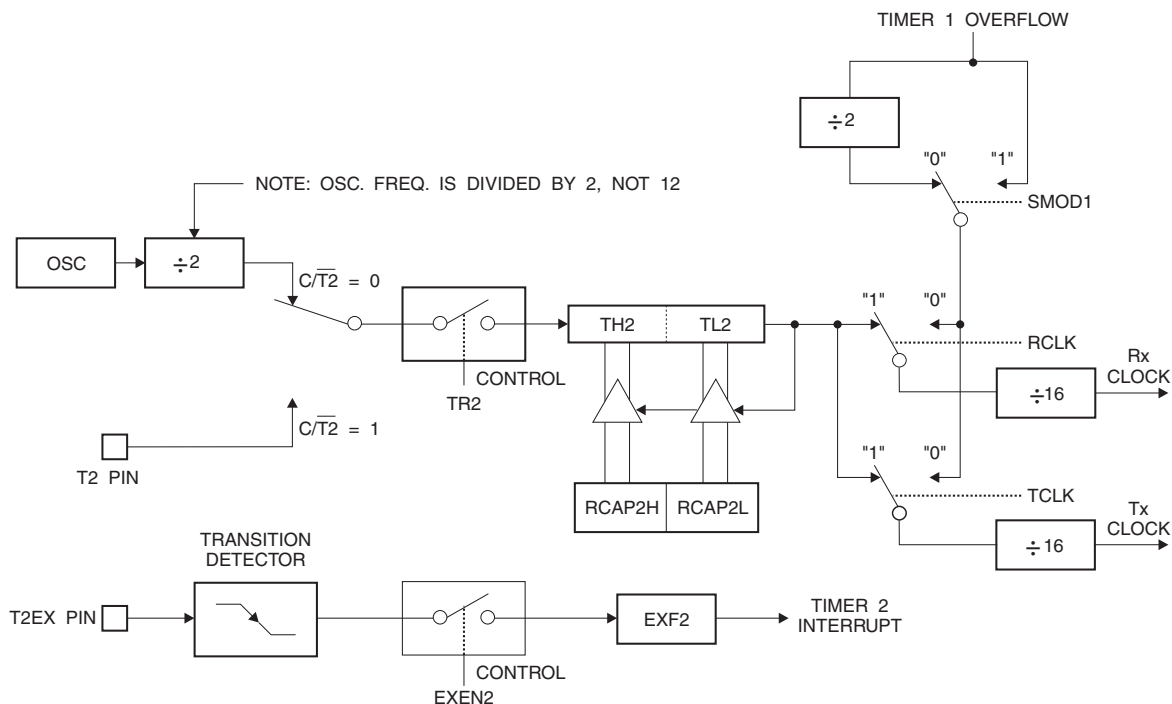 TIMER 1 OVERFLOW
÷2
"0" "1"
SMOD1
NOTE: OSC. FREQ. IS DIVIDED BY 2, NOT 12
OSC
÷2
C/T̅2̅ = 0
TH2 TL2
"1" "0"
RCLK
Rx
CLOCK
÷16
CONTROL
TR2
C/T̅2̅ = 1
T2 PIN
"1" "0"
TCLK
Tx
CLOCK
÷16
RCAP2H RCAP2L
TRANSITION
DETECTOR
T2EX PIN
EXF2
TIMER 2
INTERRUPT
CONTROL
EXEN2